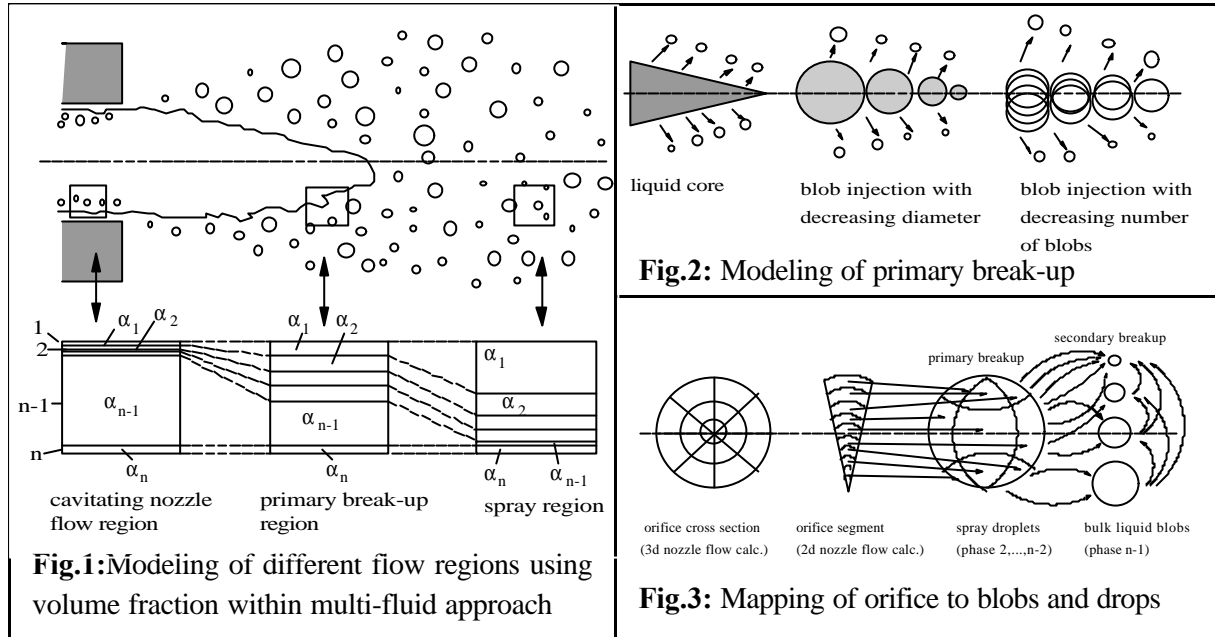 1
2
n-1
n
α1
α2
αn-1
αn
α1
α2
αn-1
αn
α1
α2
αn
αn-1
cavitating nozzle
flow region
primary break-up
region
spray region
Fig.1:Modeling of different flow regions using
volume fraction within multi-fluid approach
liquid core
blob injection with
decreasing diameter
blob injection with
decreasing number
of blobs
Fig.2: Modeling of primary break-up
primary breakup
secondary breakup
orifice cross section
(3d nozzle flow calc.)
orifice segment
(2d nozzle flow calc.)
spray droplets
(phase 2,...,n-2)
bulk liquid blobs
(phase n-1)
Fig.3: Mapping of orifice to blobs and drops